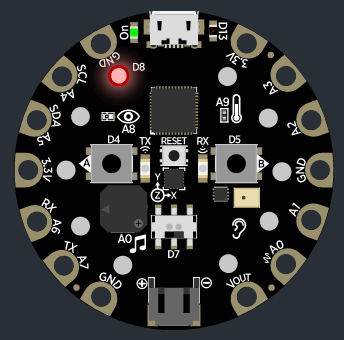 ON
D13
GND
3.3V
D8
SCL
A4
A3
A9
SDA
A5
A8
A2
D4
TX
RESET
RX
D5
A
B
3.3V
GND
Y
Z
X
RX
A6
A1
A0
D7
TX
A7
A0
GND
VOUT
+
-